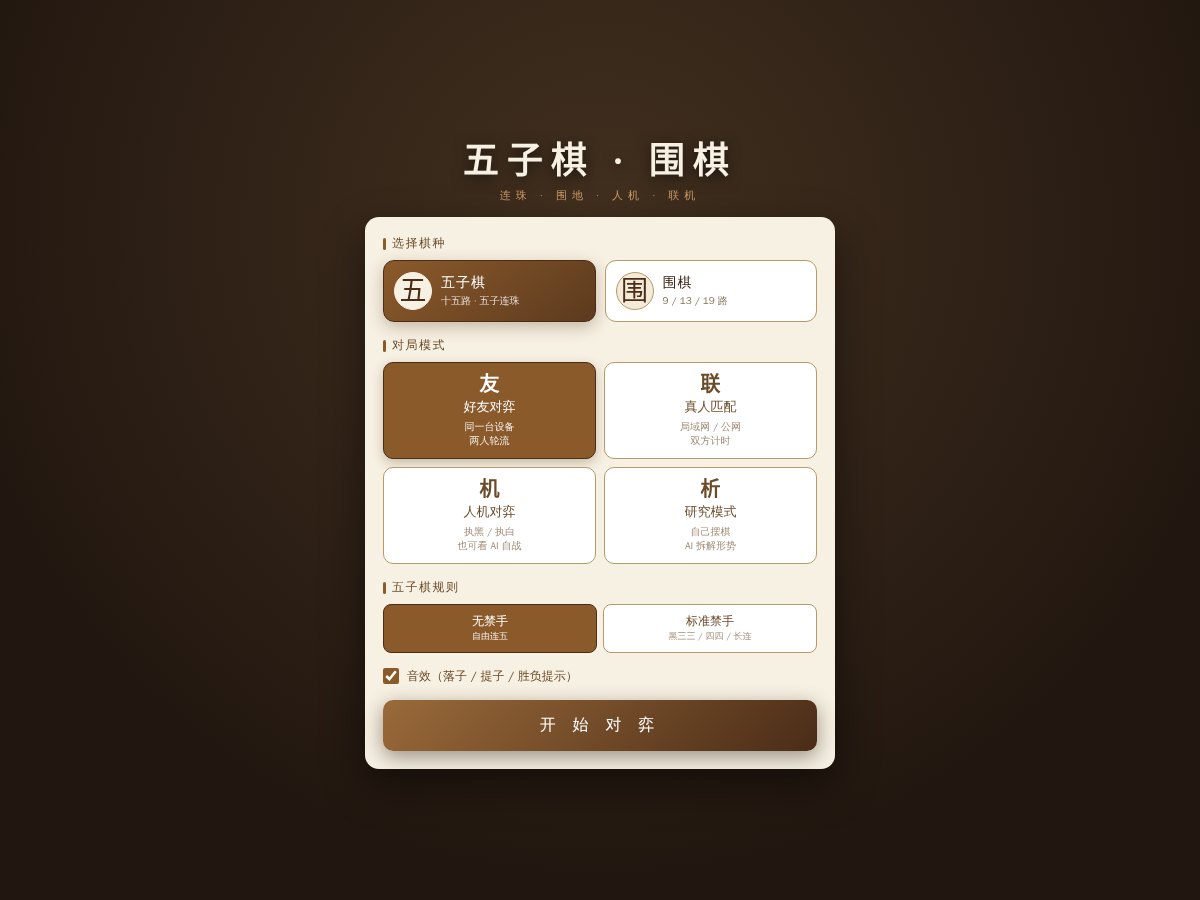 五子棋 · 围棋
连珠 · 围地 · 人机 · 联机
选择棋种
五
五子棋
十五路 · 五子连珠
围
围棋
9 / 13 / 19 路
对局模式
友
好友对弈
同一台设备
两人轮流
联
真人匹配
局域网 / 公网
双方计时
机
人机对弈
执黑 / 执白
也可看 AI 自战
析
研究模式
自己摆棋
AI 拆解形势
五子棋规则
无禁手
自由连五
标准禁手
黑三三 / 四四 / 长连
音效（落子 / 提子 / 胜负提示）
开始对弈